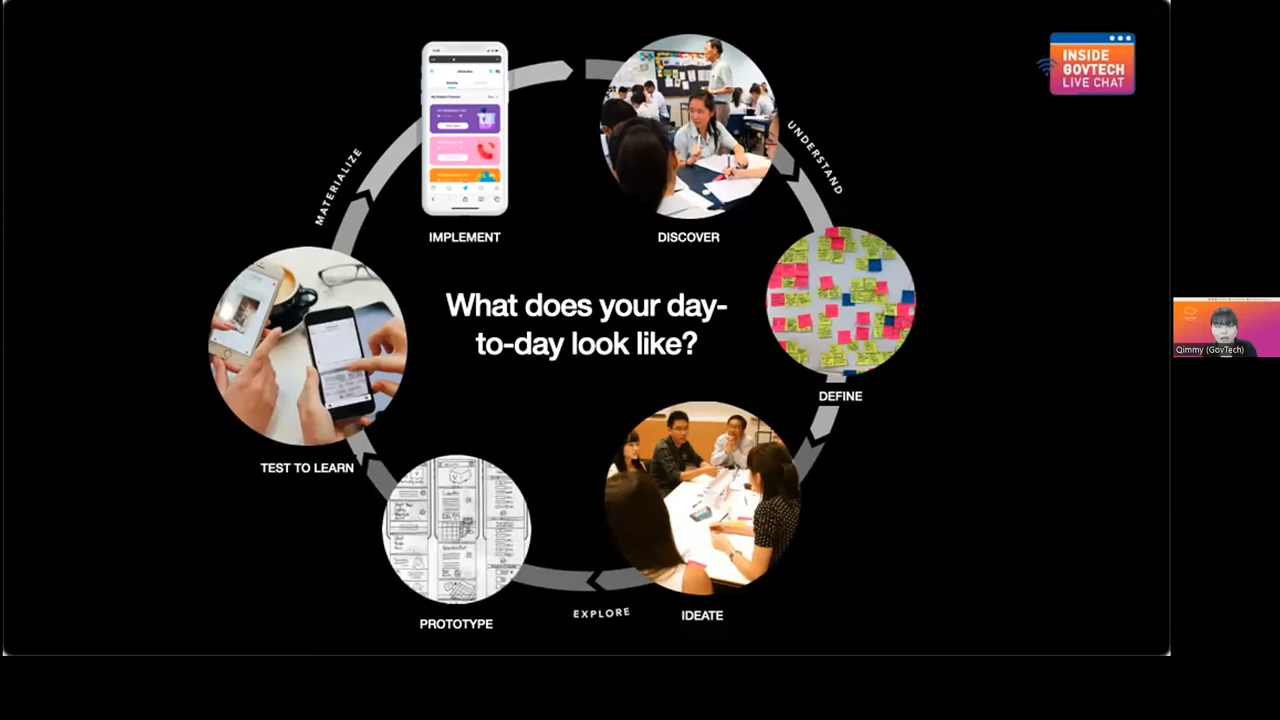 INSIDE
GOVTECH
LIVE CHAT
UNDERSTAND
MATERIALIZE
IMPLEMENT
DISCOVER
What does your day-
to-day look like?
Qimmy (GovTech)
DEFINE
TEST TO LEARN
EXPLORE
IDEATE
PROTOTYPE